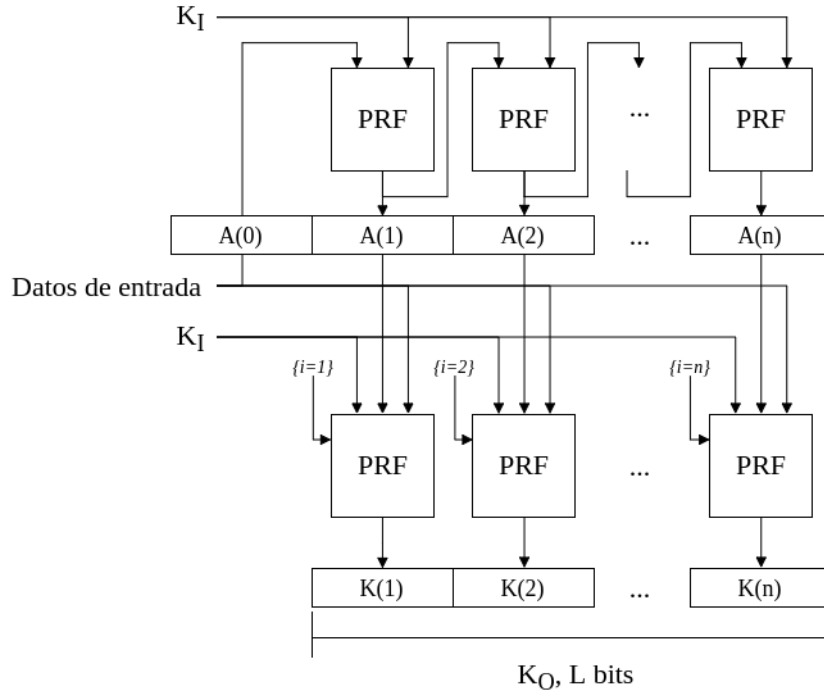 K_I
PRF PRF ... PRF
A(0) A(1) A(2) ... A(n)
Datos de entrada
K_I
{i=1} {i=2} {i=n}
PRF PRF ... PRF
K(1) K(2) ... K(n)
K_O, L bits